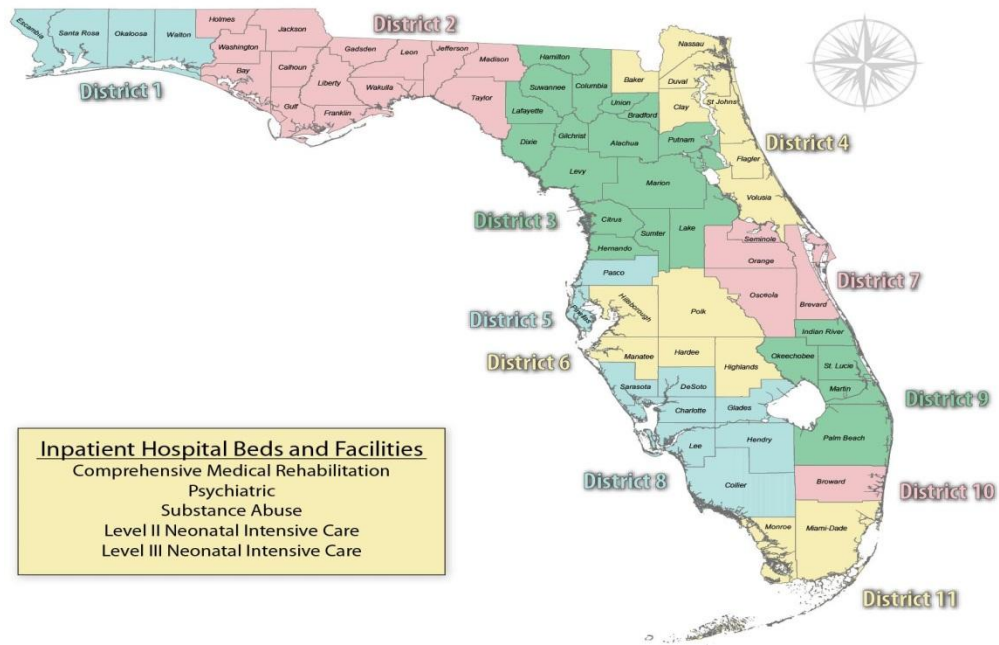 Escambia
Santa Rosa
Okaloosa
Walton
Holmes
Jackson
Washington
Bay
Calhoun
Gulf
Gadsden
Liberty
Franklin
Leon
Wakulla
Jefferson
Madison
Taylor
District 2
District 1
Hamilton
Suwannee
Columbia
Lafayette
Union
Bradford
Dixie
Gilchrist
Alachua
Putnam
Levy
Marion
Citrus
Sumter
Lake
Hernando
District 3
Nassau
Baker
Duval
Clay
St Johns
Flagler
Volusia
District 4
Pasco
Pinellas
District 5
Hillsborough
Polk
Manatee
Hardee
Highlands
District 6
Seminole
Orange
Osceola
Brevard
District 7
Sarasota
DeSoto
Charlotte
Glades
Lee
Hendry
Collier
District 8
Indian River
Okeechobee
St. Lucie
Martin
Palm Beach
District 9
Broward
District 10
Monroe
Miami-Dade
District 11
Inpatient Hospital Beds and Facilities
Comprehensive Medical Rehabilitation
Psychiatric
Substance Abuse
Level II Neonatal Intensive Care
Level III Neonatal Intensive Care